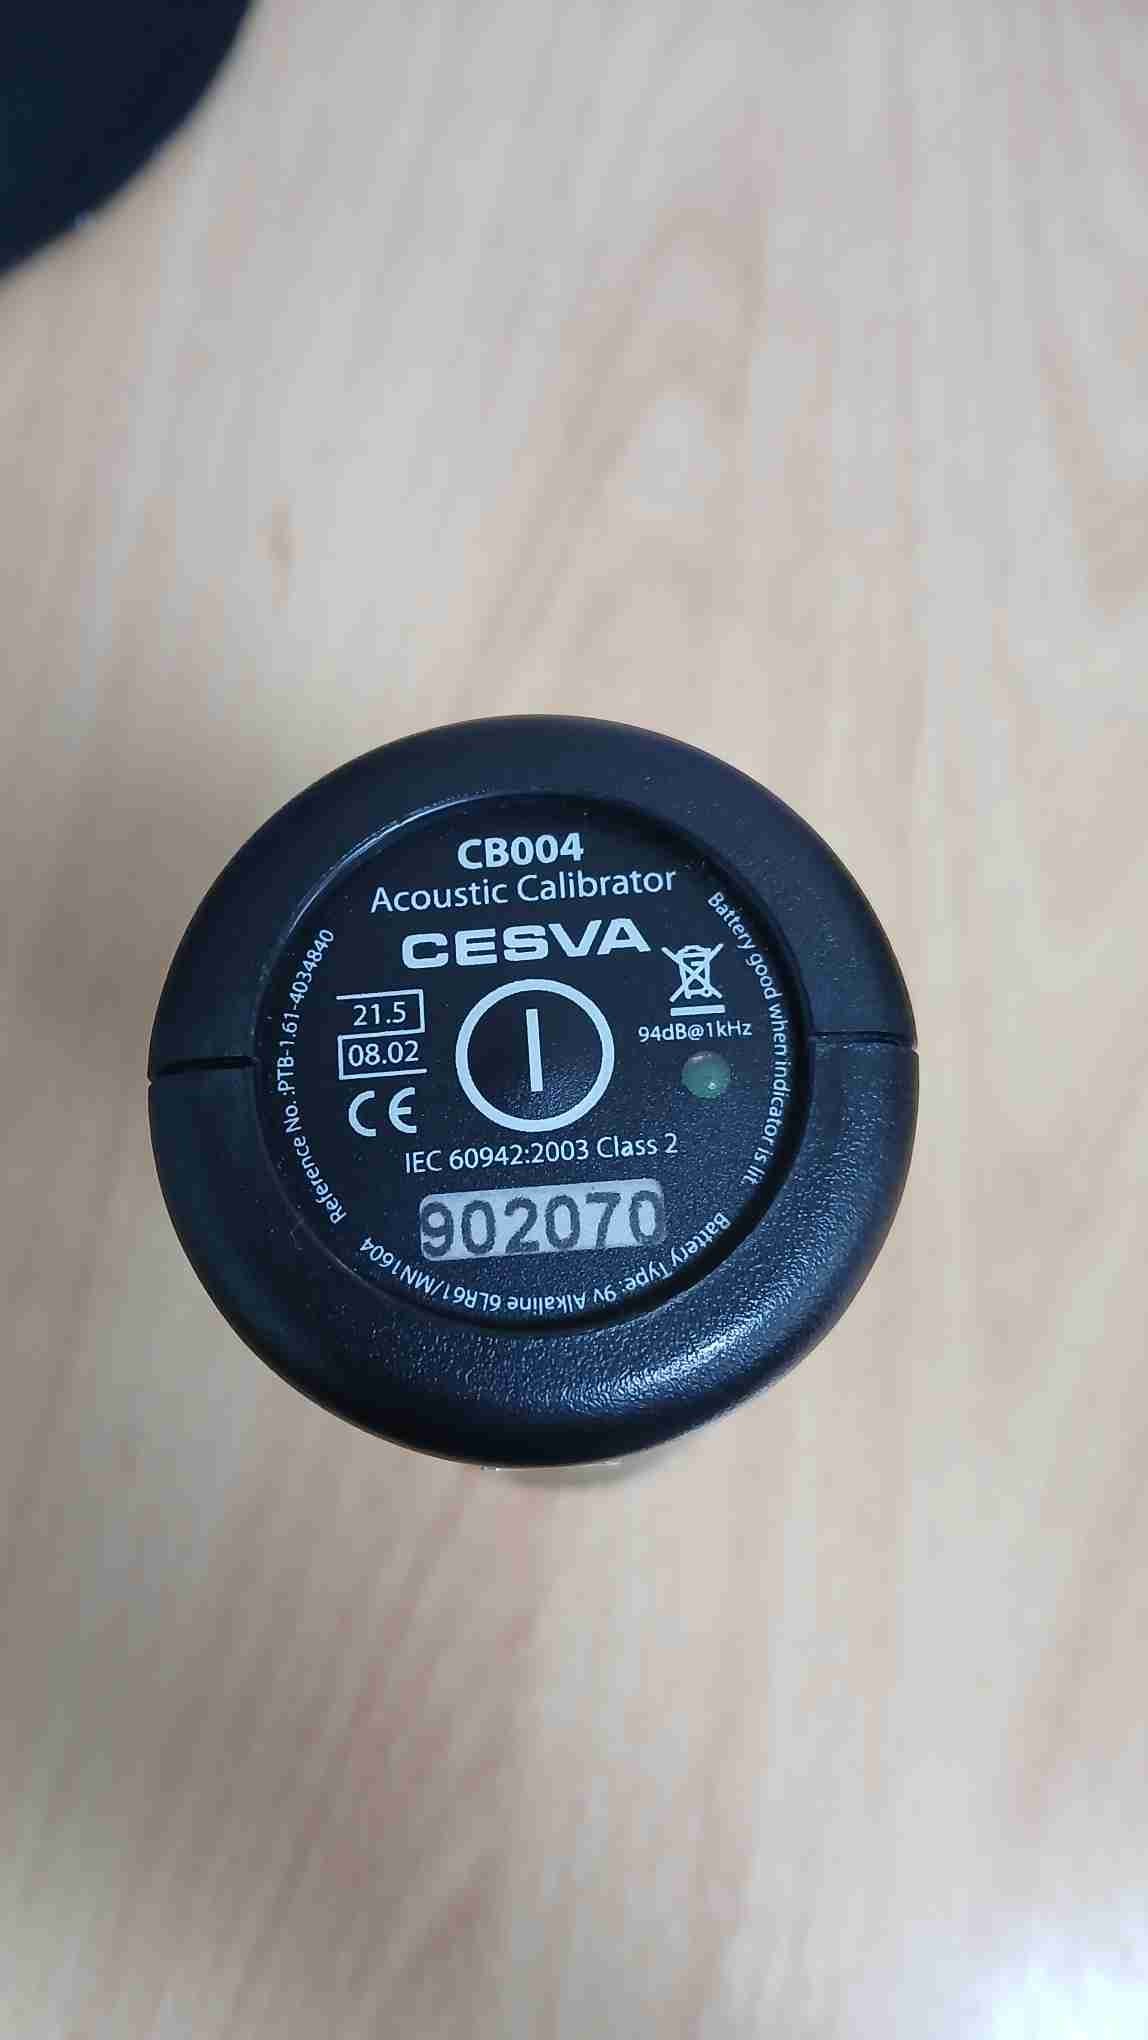 CB004
Acoustic Calibrator
CESVA
21.5
08.02
CE
94dB@1kHz
IEC 60942:2003 Class 2
902070
Reference No.:PTB-1.61-4034840
Battery good when indicator is lit.
Battery Type: 9v Alkaline 6LR61/MN1604